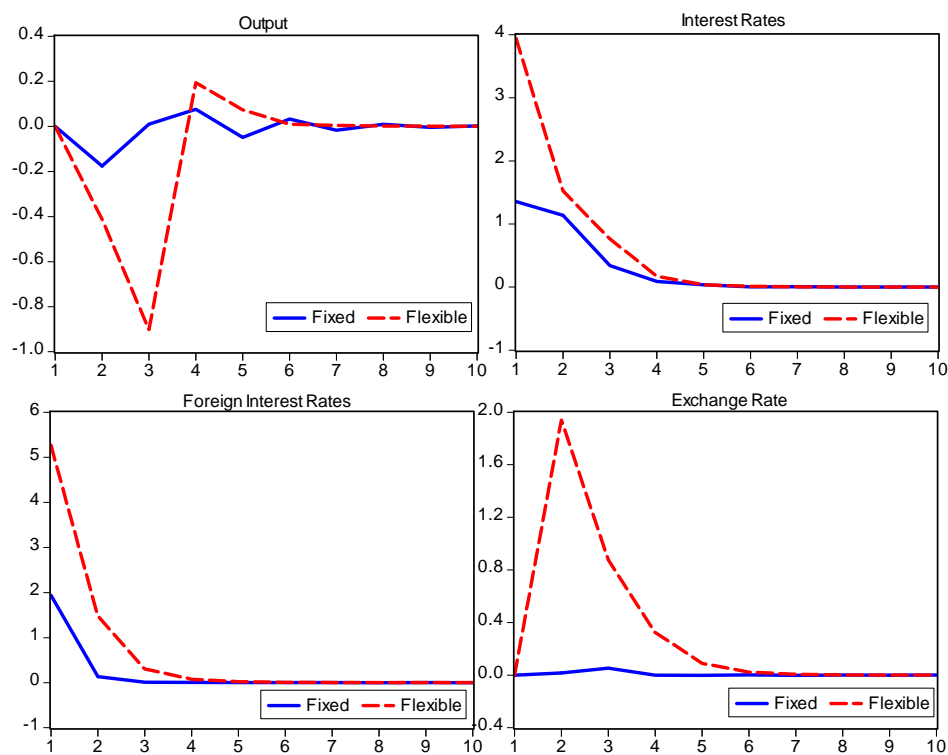 Output
0.4
0.2
0.0
-0.2
-0.4
-0.6
-0.8
-1.0
Fixed Flexible
1 2 3 4 5 6 7 8 9 10
Interest Rates
4
3
2
1
0
-1
Fixed Flexible
1 2 3 4 5 6 7 8 9 10
Foreign Interest Rates
6
5
4
3
2
1
0
-1
Fixed Flexible
1 2 3 4 5 6 7 8 9 10
Exchange Rate
2.0
1.6
1.2
0.8
0.4
0.0
-0.4
Fixed Flexible
1 2 3 4 5 6 7 8 9 10